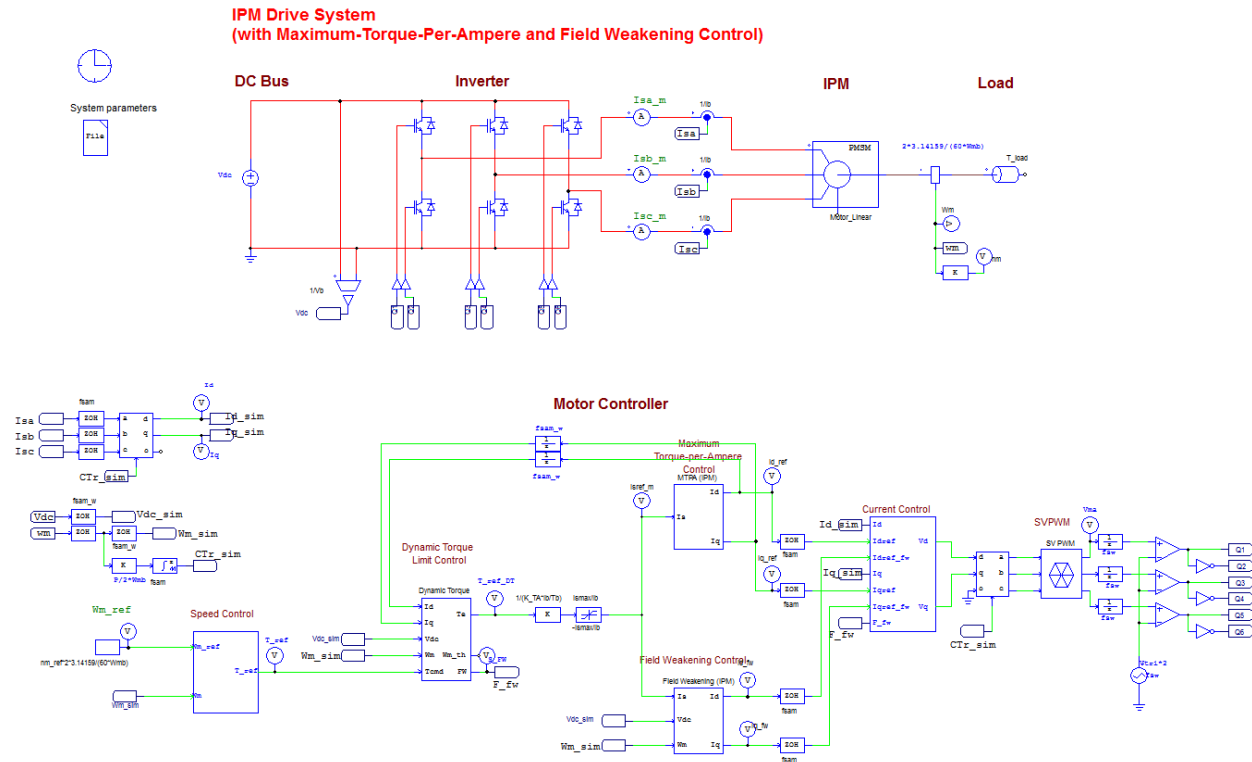 IPM Drive System
(with Maximum-Torque-Per-Ampere and Field Weakening Control)
DC Bus
Inverter
IPM
Load
System parameters
File
Vdc
Isa_m
A
1/Ib
Isa
Isb_m
A
1/Ib
Isb
Isc_m
A
1/Ib
Isc
PMSM
Motor_Linear
2*3.14159/(60*Wmb)
T_load
Wm
wm
K
V
nm
1/Vb
Vdc
Motor Controller
Isa
Isb
Isc
fsam
ZOH
ZOH
ZOH
a
b
c
d
q
o
Id
V
Id_sim
Iq_sim
V
Iq
CTr_sim
fsam_w
Vdc
ZOH
Vdc_sim
wm
ZOH
ZOH
Wm_sim
fsam_w
K
P/2*Wmb
fsam
CTr_sim
Wm_ref
V
nm_ref*2*3.14159/(60*Wmb)
Wm_sim
Speed Control
Wm_ref
Wm
T_ref
T_ref
V
fsam_w
1
z
1
z
fsam_w
Dynamic Torque
Limit Control
Dynamic Torque
Id
Iq
Vdc
Wm
Tcmd
Te
Wm_th
FW
Vdc_sim
Wm_sim
T_ref_DT
V
V
F_fw
1/(K_TA*Ib/Tb)
K
Ismax/Ib
-Ismax/Ib
Isref_m
V
Maximum
Torque-per-Ampere
Control
MTPA (IPM)
Is
Id
Iq
Id_ref
V
Iq_ref
V
ZOH
fsam
ZOH
fsam
Field Weakening Control
Field Weakening (IPM)
Is
Vdc
Wm
Id
Iq
Vdc_sim
Wm_sim
V
V
ZOH
fsam
ZOH
fsam
Current Control
Id_sim
Iq_sim
F_fw
Id
Idref
Idref_fw
Iq
Iqref
Iqref_fw
F_fw
Vd
Vq
d
q
o
a
b
c
CTr_sim
SVPWM
SV PWM
Vma
V
1
z
fsw
1
z
fsw
1
z
fsw
Q1
Q2
Q3
Q4
Q5
Q6